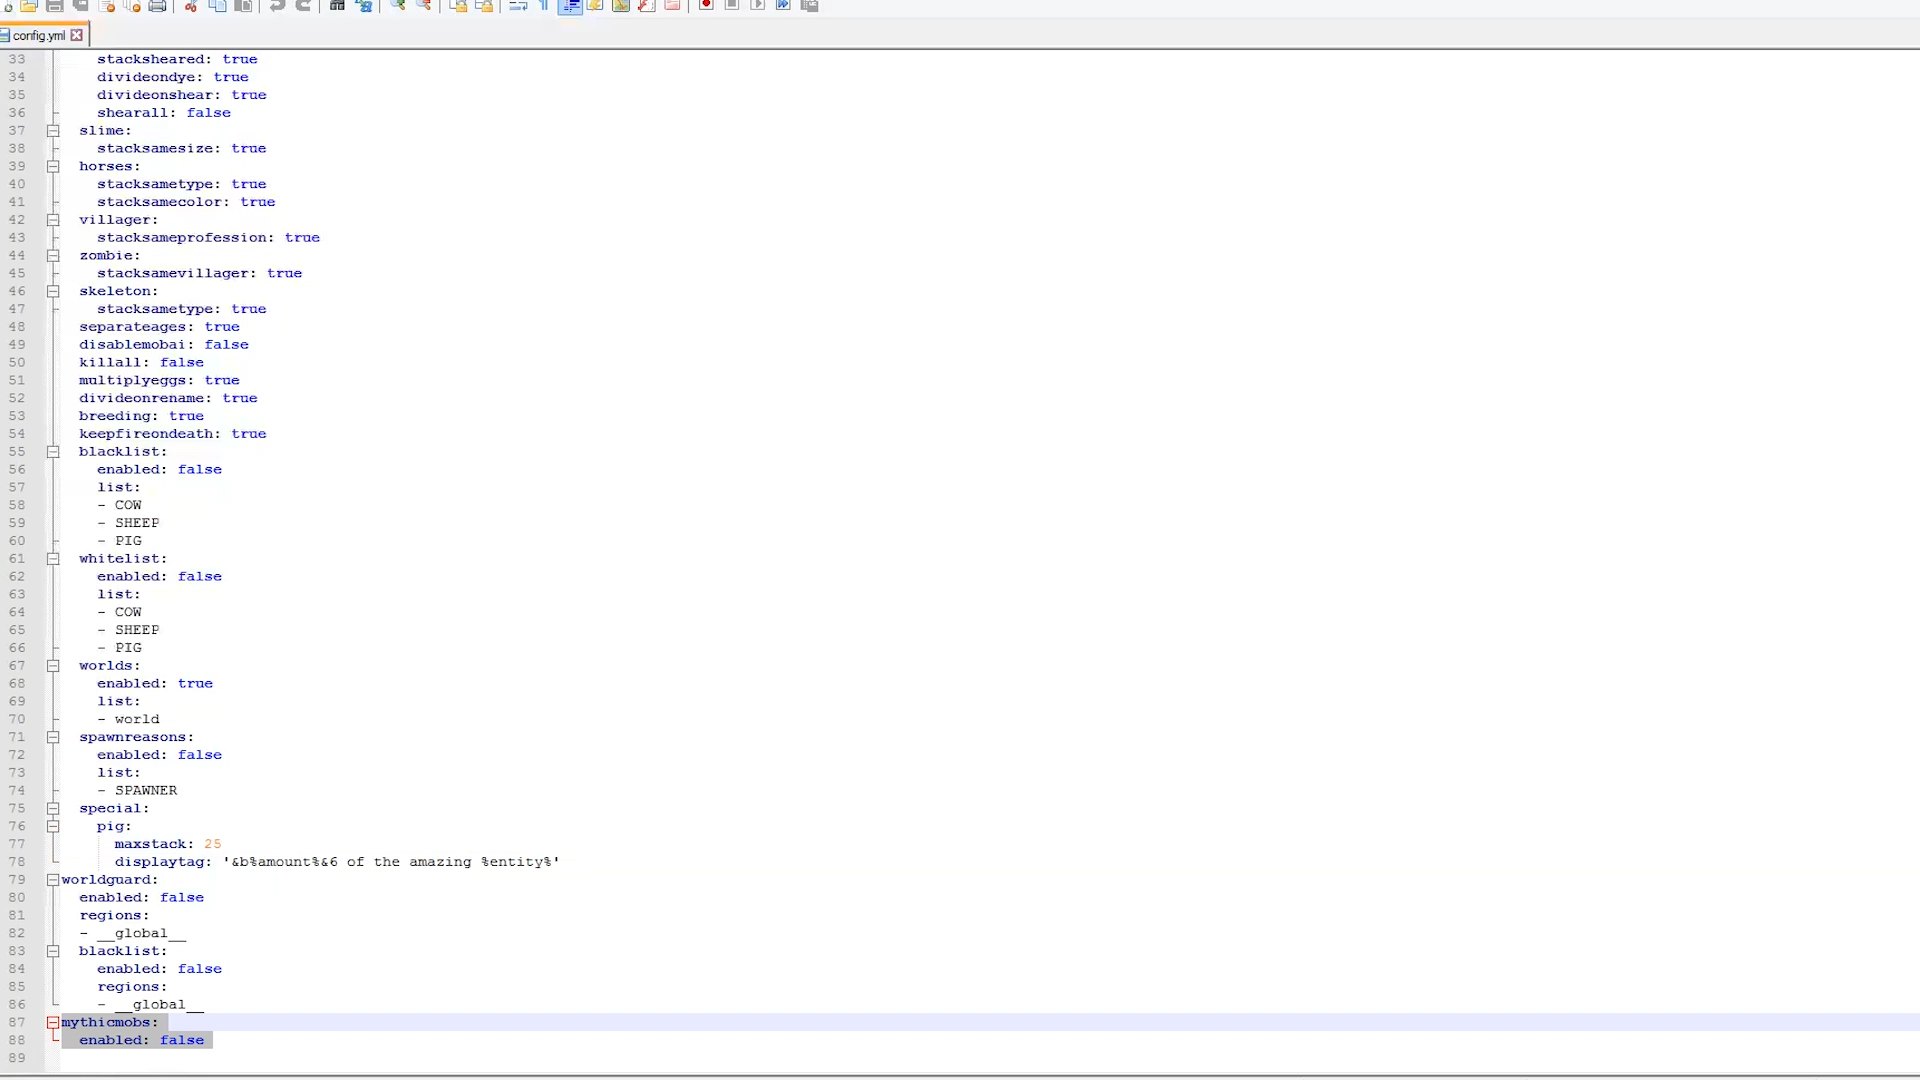 config.yml
33 stacksheared: true
34 divideondye: true
35 divideonshear: true
36 shearall: false
37 slime:
38 stacksamesize: true
39 horses:
40 stacksametype: true
41 stacksamecolor: true
42 villager:
43 stacksameprofession: true
44 zombie:
45 stacksamevillager: true
46 skeleton:
47 stacksametype: true
48 separateages: true
49 disablemobai: false
50 killall: false
51 multiplyeggs: true
52 divideonrename: true
53 breeding: true
54 keepfireondeath: true
55 blacklist:
56 enabled: false
57 list:
58 - COW
59 - SHEEP
60 - PIG
61 whitelist:
62 enabled: false
63 list:
64 - COW
65 - SHEEP
66 - PIG
67 worlds:
68 enabled: true
69 list:
70 - world
71 spawnreasons:
72 enabled: false
73 list:
74 - SPAWNER
75 special:
76 pig:
77 maxstack: 25
78 displaytag: '&b%amount%&6 of the amazing %entity%'
79 worldguard:
80 enabled: false
81 regions:
82 - __global__
83 blacklist:
84 enabled: false
85 regions:
86 - __global__
87 mythicmobs:
88 enabled: false
89